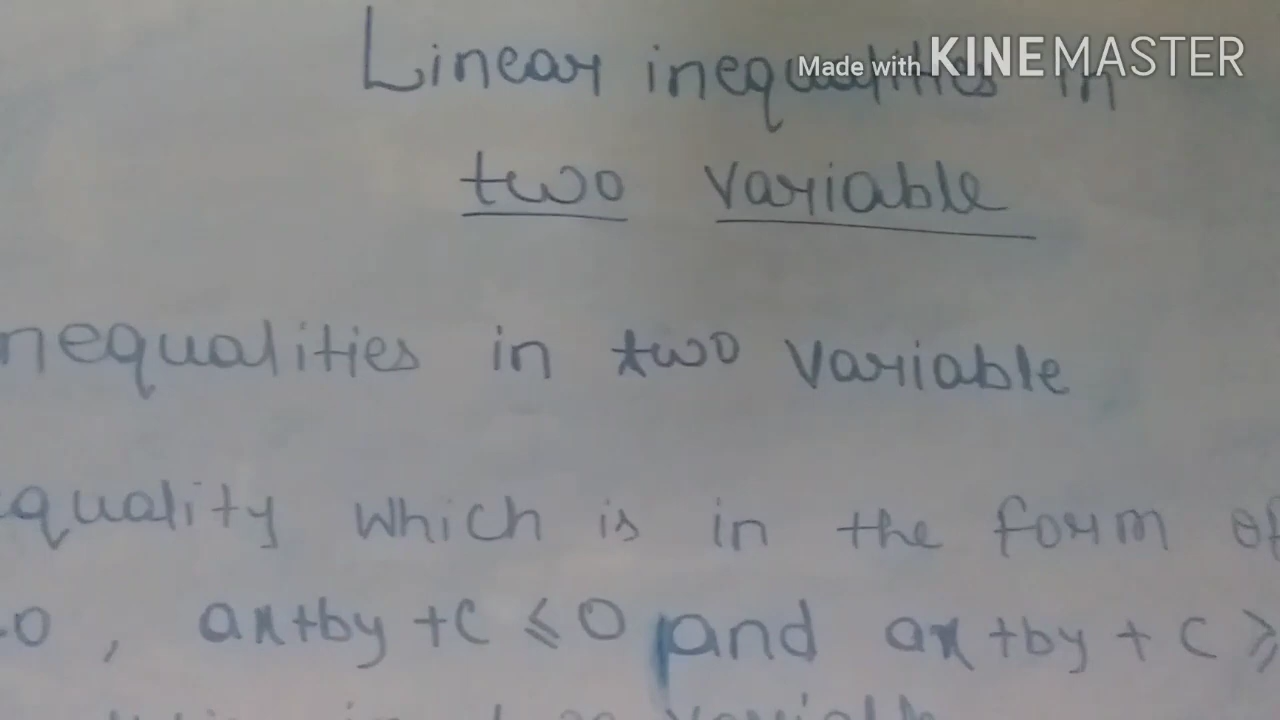 Linear inequalities in
Made with KINEMASTER
two variable
nequalities in two variable
quality which is in the form of
0 , ax+by +c ⩽ 0 and ax +by + c ⩾
variable